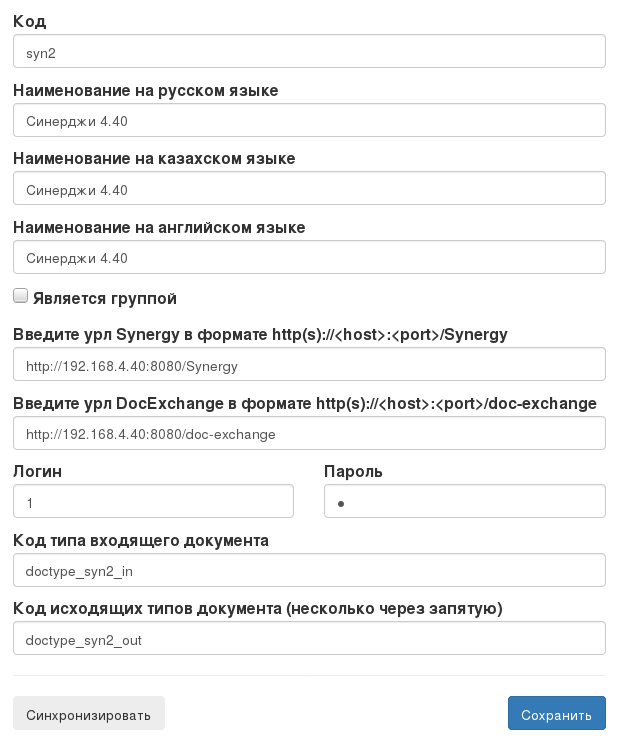 Код
syn2
Наименование на русском языке
Синерджи 4.40
Наименование на казахском языке
Синерджи 4.40
Наименование на английском языке
Синерджи 4.40
Является группой
Введите урл Synergy в формате http(s)://<host>:<port>/Synergy
http://192.168.4.40:8080/Synergy
Введите урл DocExchange в формате http(s)://<host>:<port>/doc-exchange
http://192.168.4.40:8080/doc-exchange
Логин Пароль
1 ●
Код типа входящего документа
doctype_syn2_in
Код исходящих типов документа (несколько через запятую)
doctype_syn2_out
Синхронизировать Сохранить